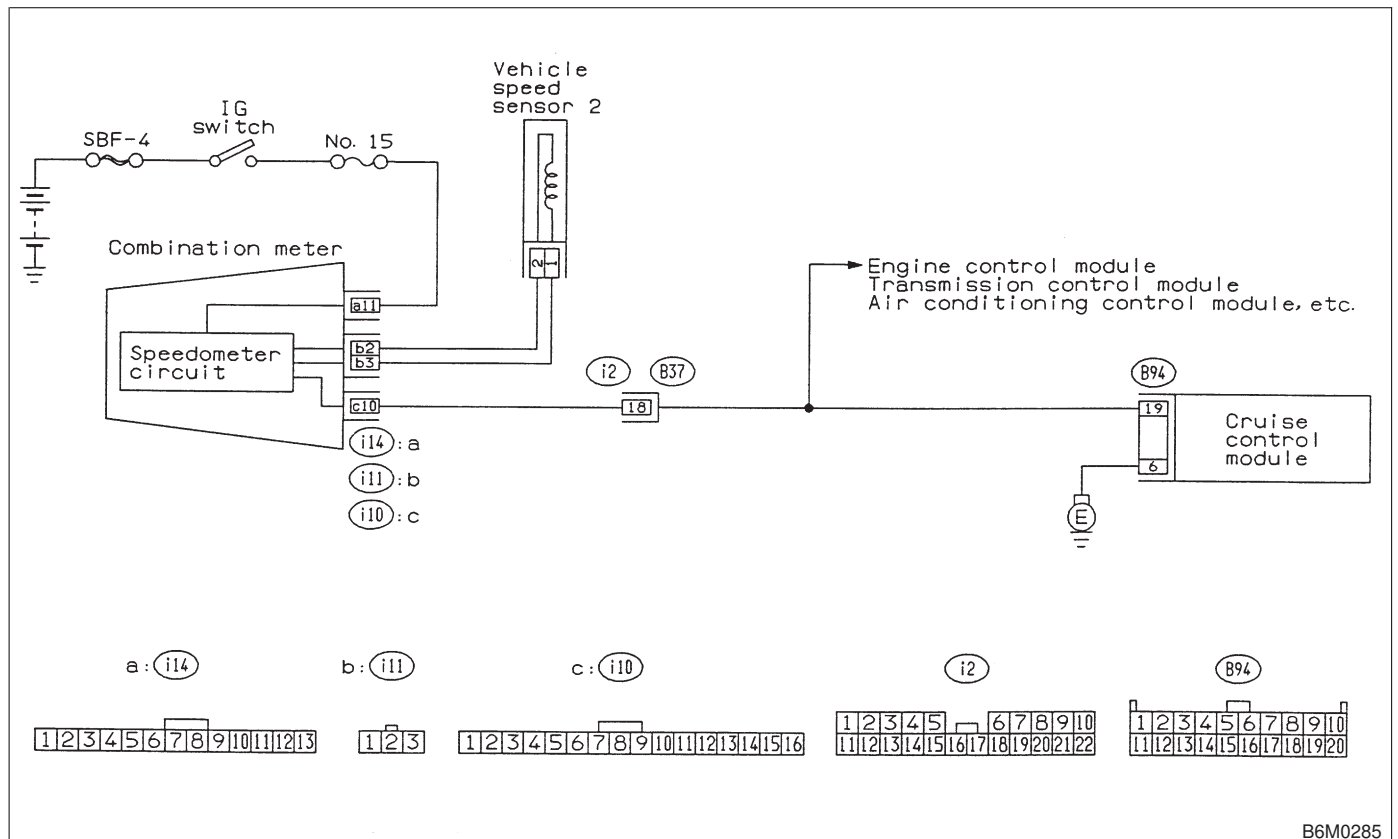 Vehicle
speed
sensor 2
IG
switch
SBF-4
No. 15
Combination meter
a11
2 1
Engine control module
Transmission control module
Air conditioning control module, etc.
Speedometer
circuit
b2
b3
i2 B37
B94
c10
18
19
Cruise
control
module
6
i14 : a
i11 : b
i10 : c
E
a : i14
b : i11
c : i10
i2
B94
1 2 3 4 5 6 7 8 9 10 11 12 13
1 2 3
1 2 3 4 5 6 7 8 9 10 11 12 13 14 15 16
1 2 3 4 5 6 7 8 9 10
11 12 13 14 15 16 17 18 19 20 21 22
1 2 3 4 5 6 7 8 9 10
11 12 13 14 15 16 17 18 19 20
B6M0285